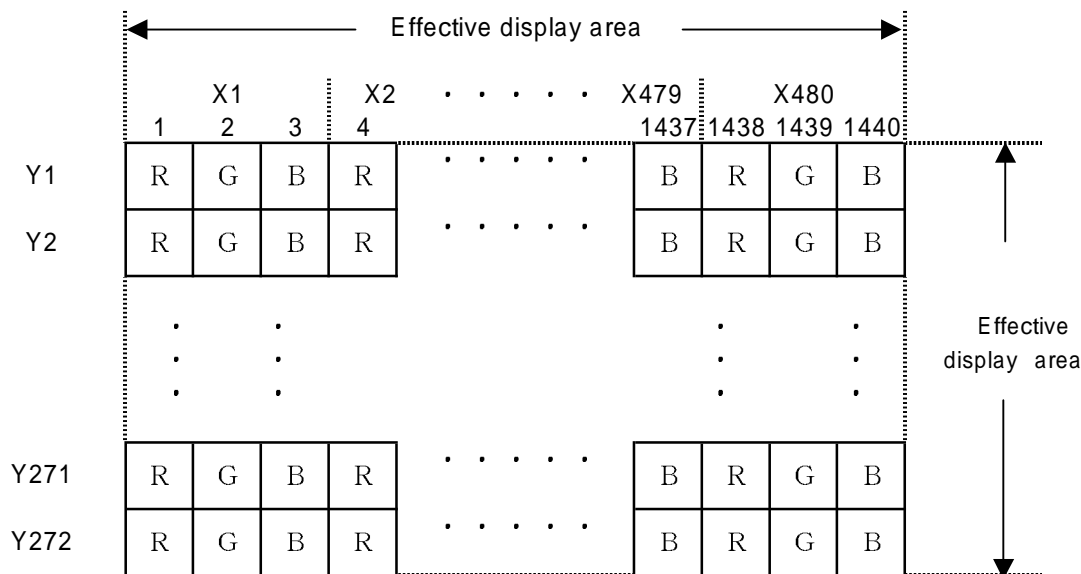 Effective display area
X1 X2 . . . . . X479 X480
1 2 3 4 1437 1438 1439 1440
Y1 R G B R . . . . . B R G B
Y2 R G B R . . . . . B R G B
Effective
display area
Y271 R G B R . . . . . B R G B
Y272 R G B R . . . . . B R G B